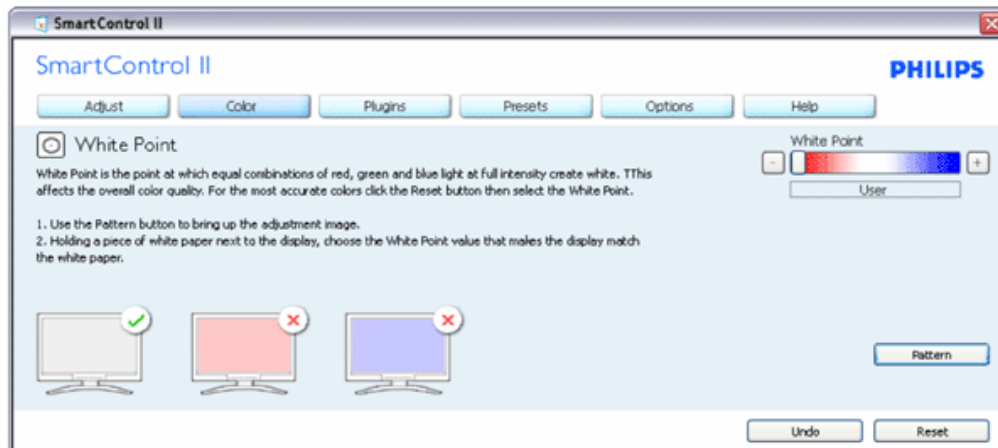 SmartControl II
SmartControl II
PHILIPS
Adjust Color Plugins Presets Options Help
White Point
White Point is the point at which equal combinations of red, green and blue light at full intensity create white. TThis
affects the overall color quality. For the most accurate colors click the Reset button then select the White Point.
1. Use the Pattern button to bring up the adjustment image.
2. Holding a piece of white paper next to the display, choose the White Point value that makes the display match
the white paper.
White Point
- +
User
Pattern
Undo Reset